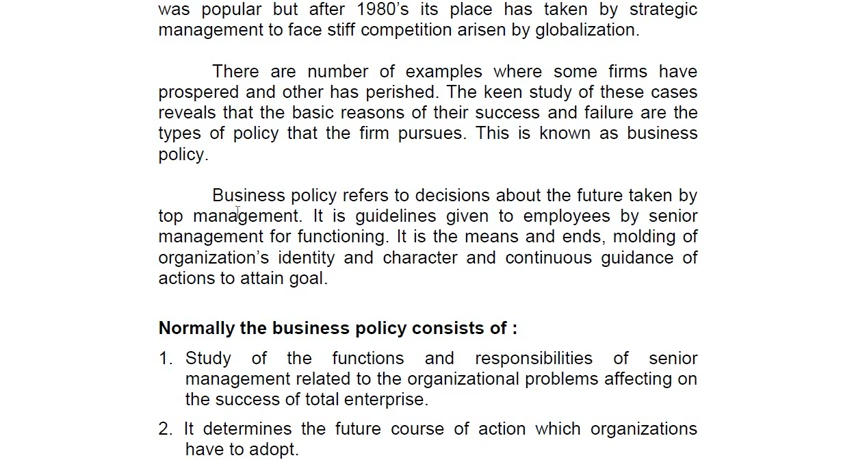 was popular but after 1980's its place has taken by strategic
management to face stiff competition arisen by globalization.
There are number of examples where some firms have
prospered and other has perished. The keen study of these cases
reveals that the basic reasons of their success and failure are the
types of policy that the firm pursues. This is known as business
policy.
Business policy refers to decisions about the future taken by
top management. It is guidelines given to employees by senior
management for functioning. It is the means and ends, molding of
organization's identity and character and continuous guidance of
actions to attain goal.
Normally the business policy consists of :
1. Study of the functions and responsibilities of senior
management related to the organizational problems affecting on
the success of total enterprise.
2. It determines the future course of action which organizations
have to adopt.